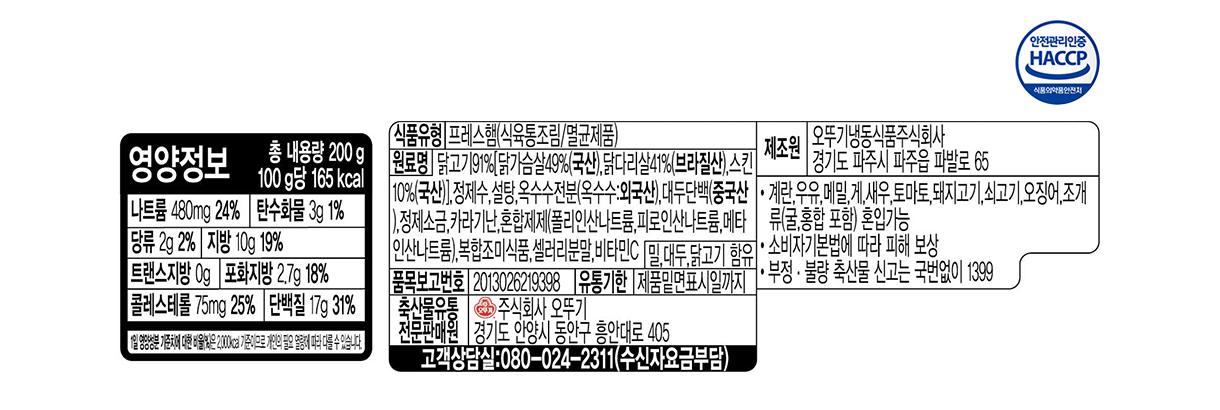 안전관리인증
HACCP
식품의약품안전처
영양정보
총 내용량 200 g
100 g당 165 kcal
나트륨 480mg 24% 탄수화물 3g 1%
당류 2g 2% 지방 10g 19%
트랜스지방 0g 포화지방 2.7g 18%
콜레스테롤 75mg 25% 단백질 17g 31%
1일 영양성분 기준치에 대한 비율(%)은 2,000kcal 기준이므로 개인의 필요 열량에 따라 다를 수 있습니다.
식품유형 프레스햄(식육통조림/멸균제품)
원료명 닭고기91%[닭가슴살49%(국산),닭다리살41%(브라질산),스킨
10%(국산)],정제수,설탕,옥수수전분(옥수수:외국산),대두단백(중국산
),정제소금,카라기난,혼합제제(폴리인산나트륨,피로인산나트륨,메타
인산나트륨),복합조미식품,셀러리분말,비타민C 밀,대두,닭고기 함유
품목보고번호 2013026219398 유통기한 제품밑면표시일까지
축산물유통
전문판매원
오뚜기 주식회사 오뚜기
경기도 안양시 동안구 흥안대로 405
고객상담실:080-024-2311(수신자요금부담)
제조원 오뚜기냉동식품주식회사
경기도 파주시 파주읍 파발로 65
• 계란,우유,메밀,게,새우,토마토,돼지고기,쇠고기,오징어,조개
류(굴,홍합 포함) 혼입가능
• 소비자기본법에 따라 피해 보상
• 부정·불량 축산물 신고는 국번없이 1399